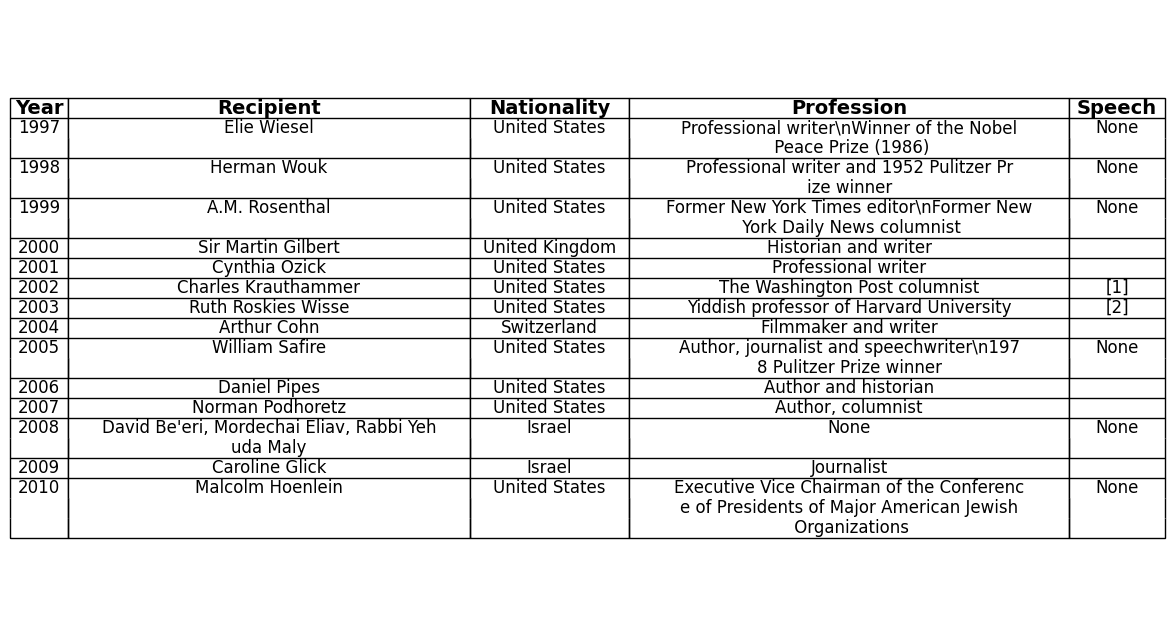 Year Recipient Nationality Profession Speech
1997 Elie Wiesel United States Professional writer\nWinner of the Nobel None
Peace Prize (1986)
1998 Herman Wouk United States Professional writer and 1952 Pulitzer Pr None
ize winner
1999 A.M. Rosenthal United States Former New York Times editor\nFormer New None
York Daily News columnist
2000 Sir Martin Gilbert United Kingdom Historian and writer
2001 Cynthia Ozick United States Professional writer
2002 Charles Krauthammer United States The Washington Post columnist [1]
2003 Ruth Roskies Wisse United States Yiddish professor of Harvard University [2]
2004 Arthur Cohn Switzerland Filmmaker and writer
2005 William Safire United States Author, journalist and speechwriter\n197 None
8 Pulitzer Prize winner
2006 Daniel Pipes United States Author and historian
2007 Norman Podhoretz United States Author, columnist
2008 David Be'eri, Mordechai Eliav, Rabbi Yeh Israel None None
uda Maly
2009 Caroline Glick Israel Journalist
2010 Malcolm Hoenlein United States Executive Vice Chairman of the Conferenc None
e of Presidents of Major American Jewish
Organizations